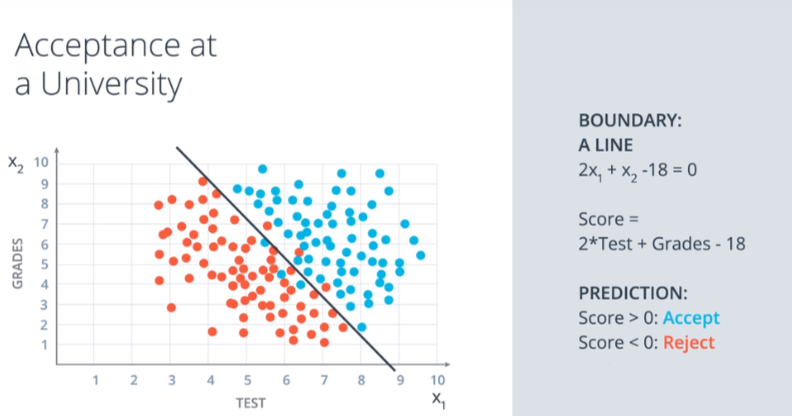 Acceptance at
a University
X₂
10
9
8
7
6
5
4
3
2
1
GRADES
1 2 3 4 5 6 7 8 9 10
TEST
X₁
BOUNDARY:
A LINE
2x₁ + x₂ -18 = 0
Score =
2*Test + Grades - 18
PREDICTION:
Score > 0: Accept
Score < 0: Reject